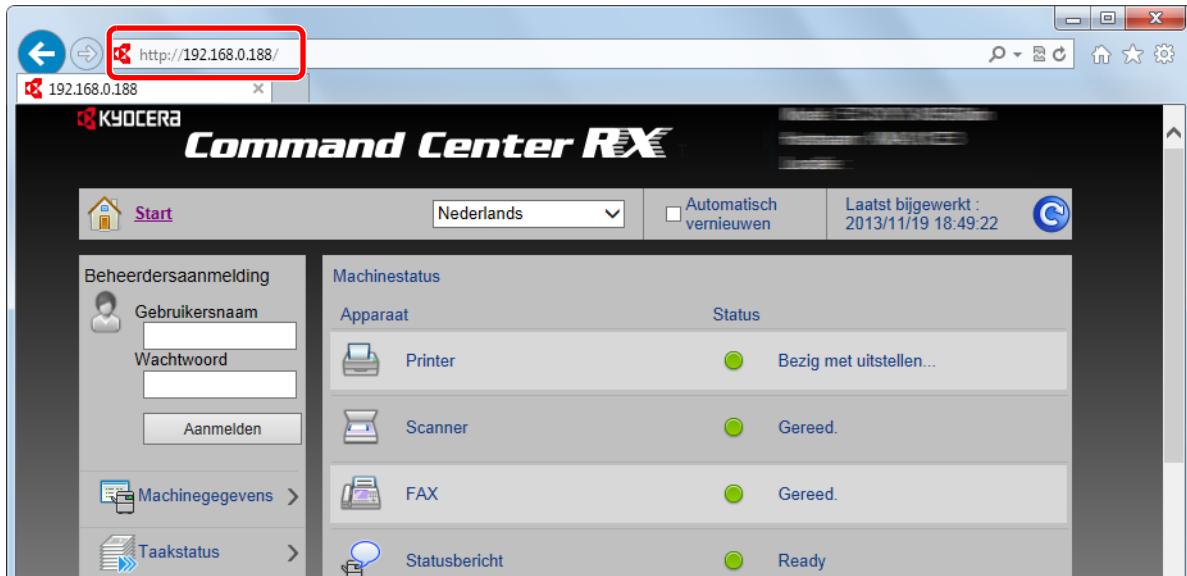 http://192.168.0.188/
192.168.0.188
KYOCERA
Command Center RX
Start
Nederlands
Automatisch
vernieuwen
Laatst bijgewerkt :
2013/11/19 18:49:22
Beheerdersaanmelding
Gebruikersnaam
Wachtwoord
Aanmelden
Machinegegevens
Taakstatus
Machinestatus
Apparaat Status
Printer Bezig met uitstellen...
Scanner Gereed.
FAX Gereed.
Statusbericht Ready